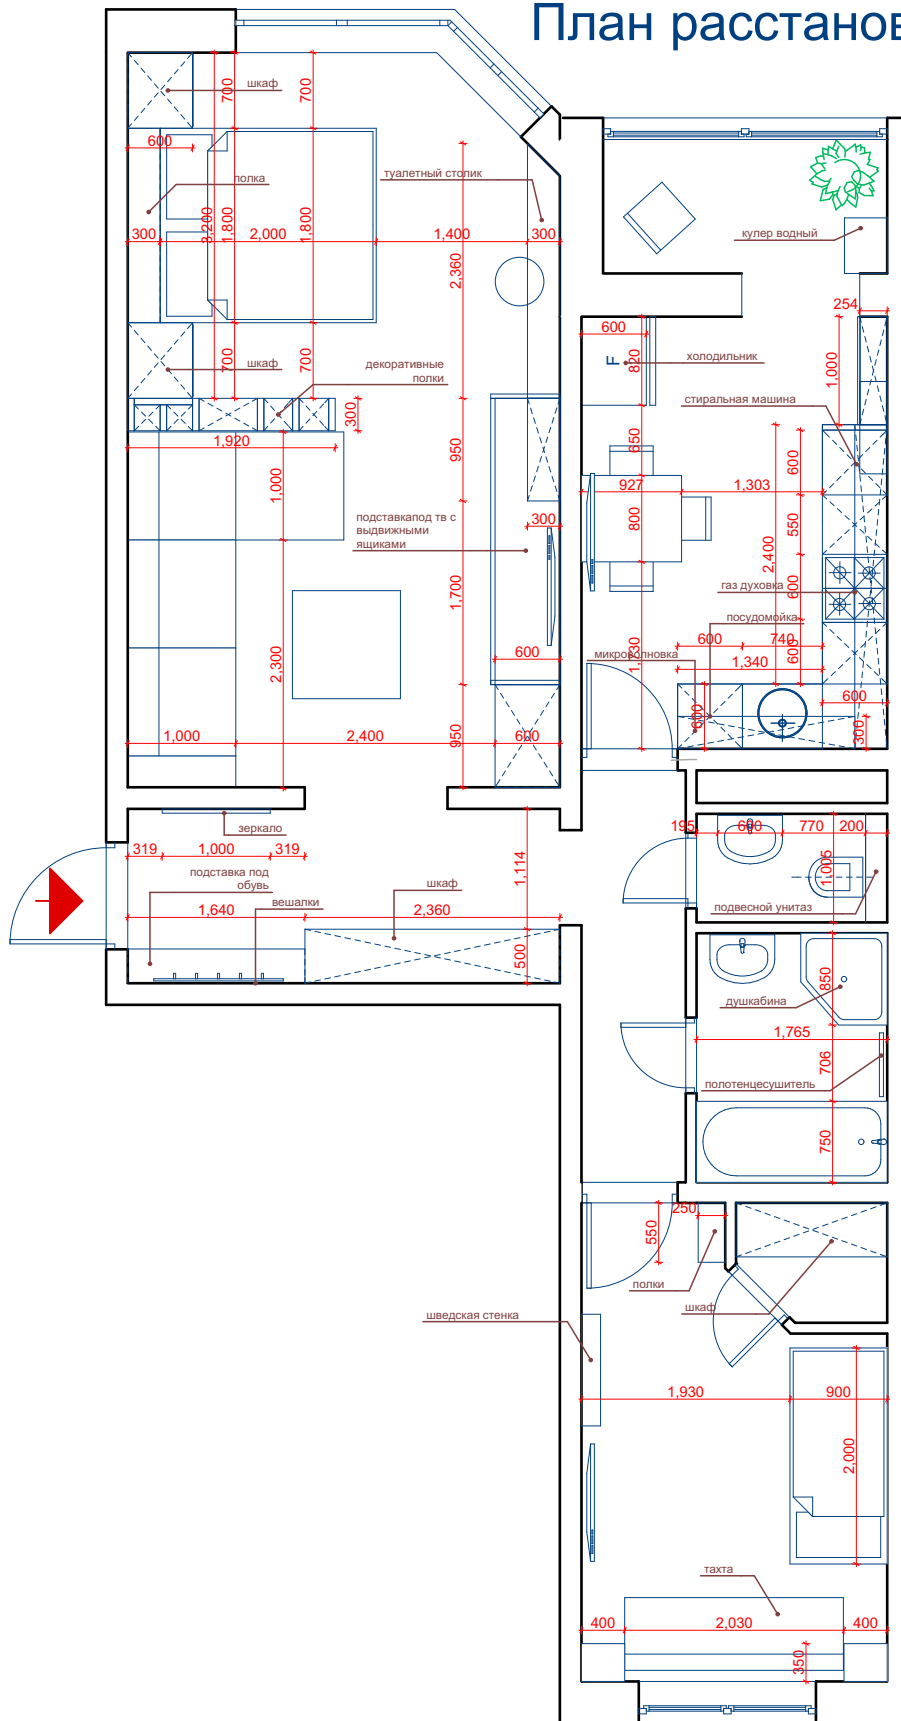 План расстанов
шкаф
700
700
600
полка
туалетный столик
3,200
1,800
1,800
300
2,000
1,400
300
2,360
кулер водный
254
шкаф
700
700
декоративные
полки
600
F
820
холодильник
1,000
стиральная машина
300
1,920
950
650
1,000
600
927
1,303
подставкапод тв с
выдвижными
ящиками
300
800
550
2,400
1,700
газ духовка
600
посудомойка
600
740
микроволновка
1,730
1,340
600
2,300
600
600
600
300
1,000
2,400
950
600
зеркало
319
1,000
319
1,114
195
600
770
200
1,005
подставка под
обувь
вешалки
шкаф
1,640
2,360
подвесной унитаз
500
850
душкабина
1,765
706
полотенцесушитель
750
250
550
полки
шкаф
шведская стенка
1,930
900
2,000
тахта
400
2,030
400
350